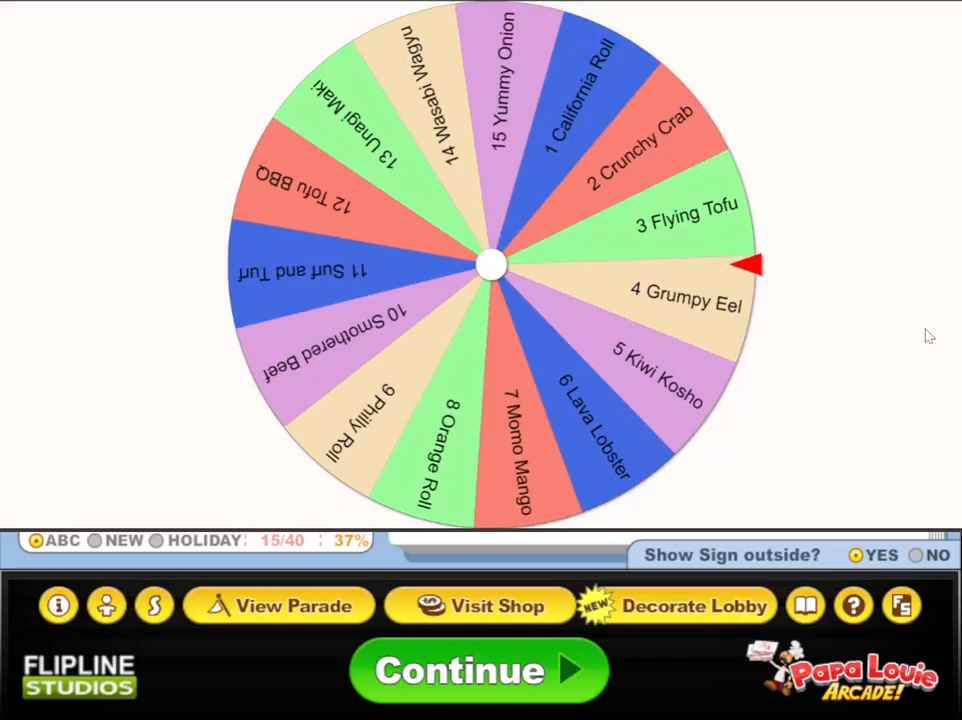 15 Yummy Onion
1 California Roll
2 Crunchy Crab
3 Flying Tofu
4 Grumpy Eel
5 Kiwi Kosho
6 Lava Lobster
7 Momo Mango
8 Orange Roll
9 Philly Roll
10 Smothered Beef
11 Surf and Turf
12 Tofu BBQ
13 Unagi Maki
14 Wasabi Wagyu
ABC NEW HOLIDAY: 15/40 : 37%
Show Sign outside? YES NO
View Parade
Visit Shop
NEW
Decorate Lobby
?
FS
Continue
FLIPLINE
STUDIOS
Papa Louie
ARCADE!